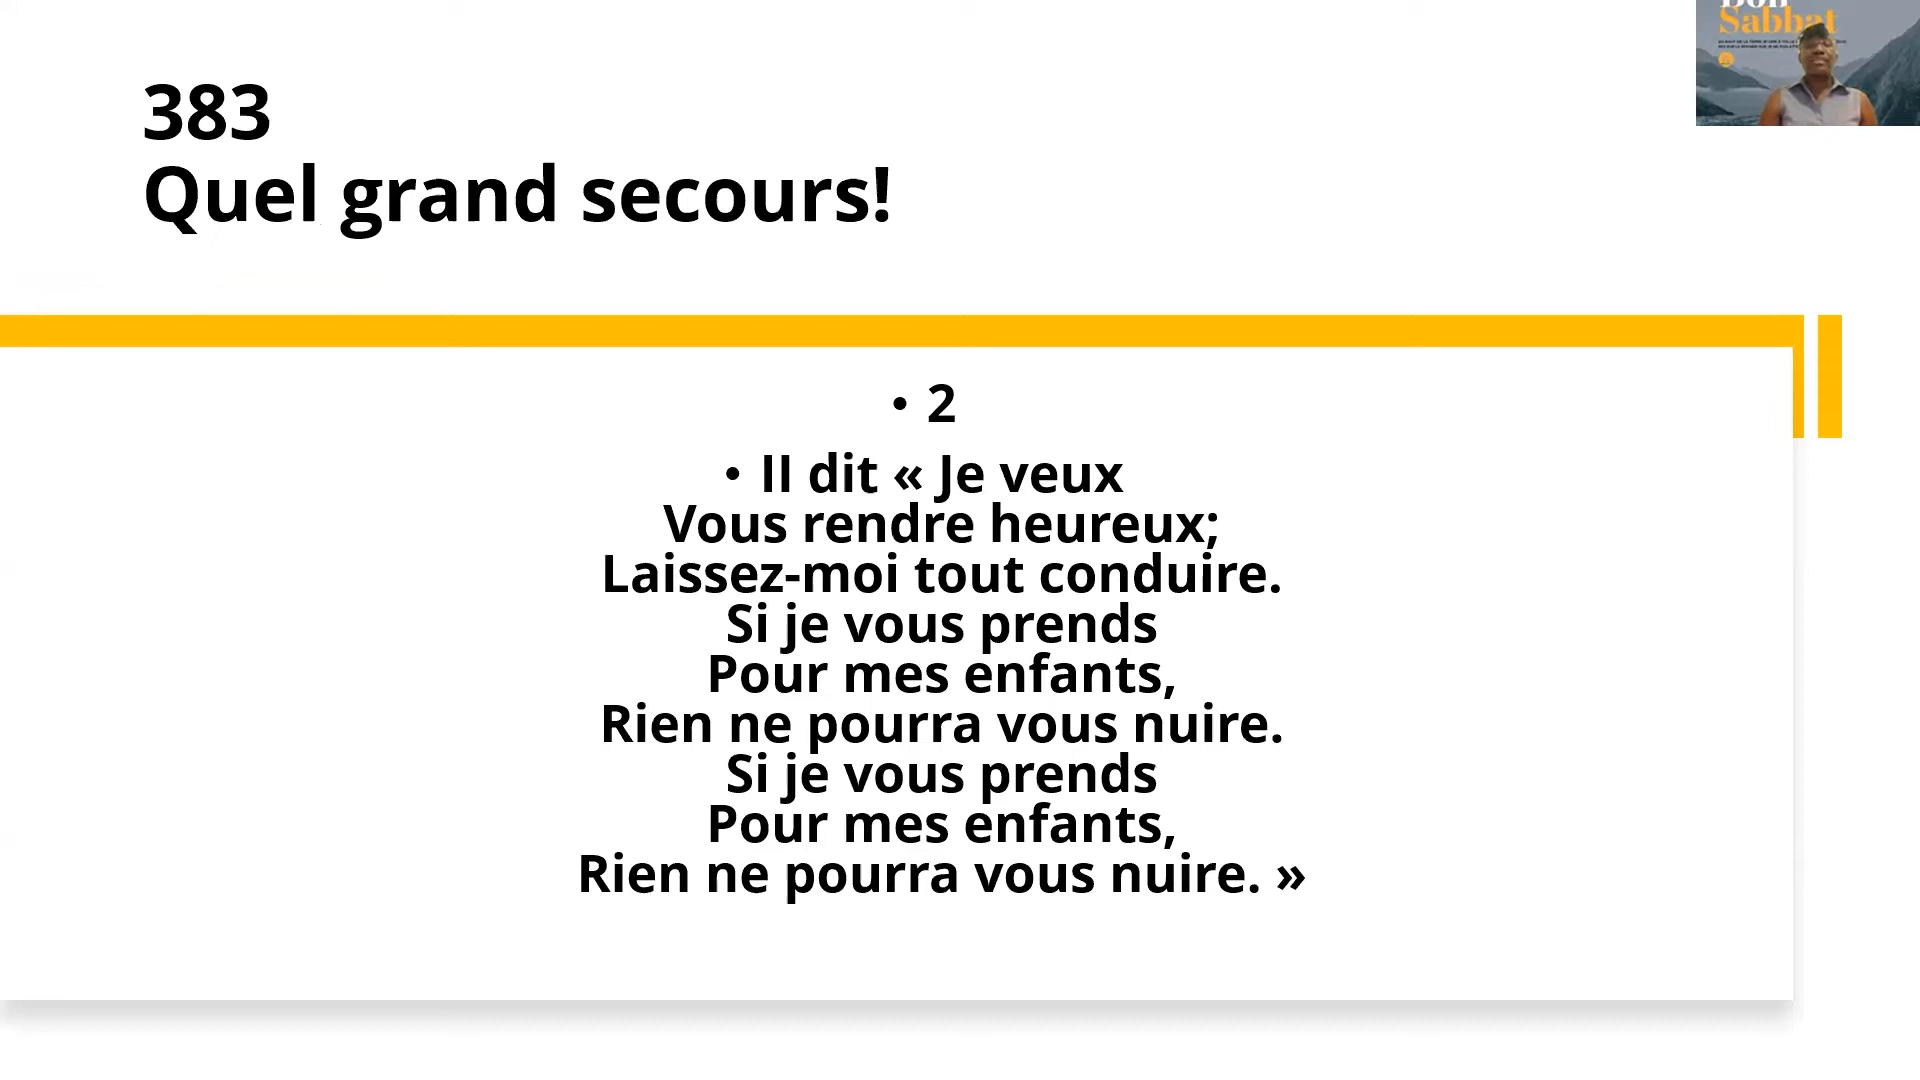 Bon
Sabbat
383
Quel grand secours!
• 2
• II dit « Je veux
Vous rendre heureux;
Laissez-moi tout conduire.
Si je vous prends
Pour mes enfants,
Rien ne pourra vous nuire.
Si je vous prends
Pour mes enfants,
Rien ne pourra vous nuire. »